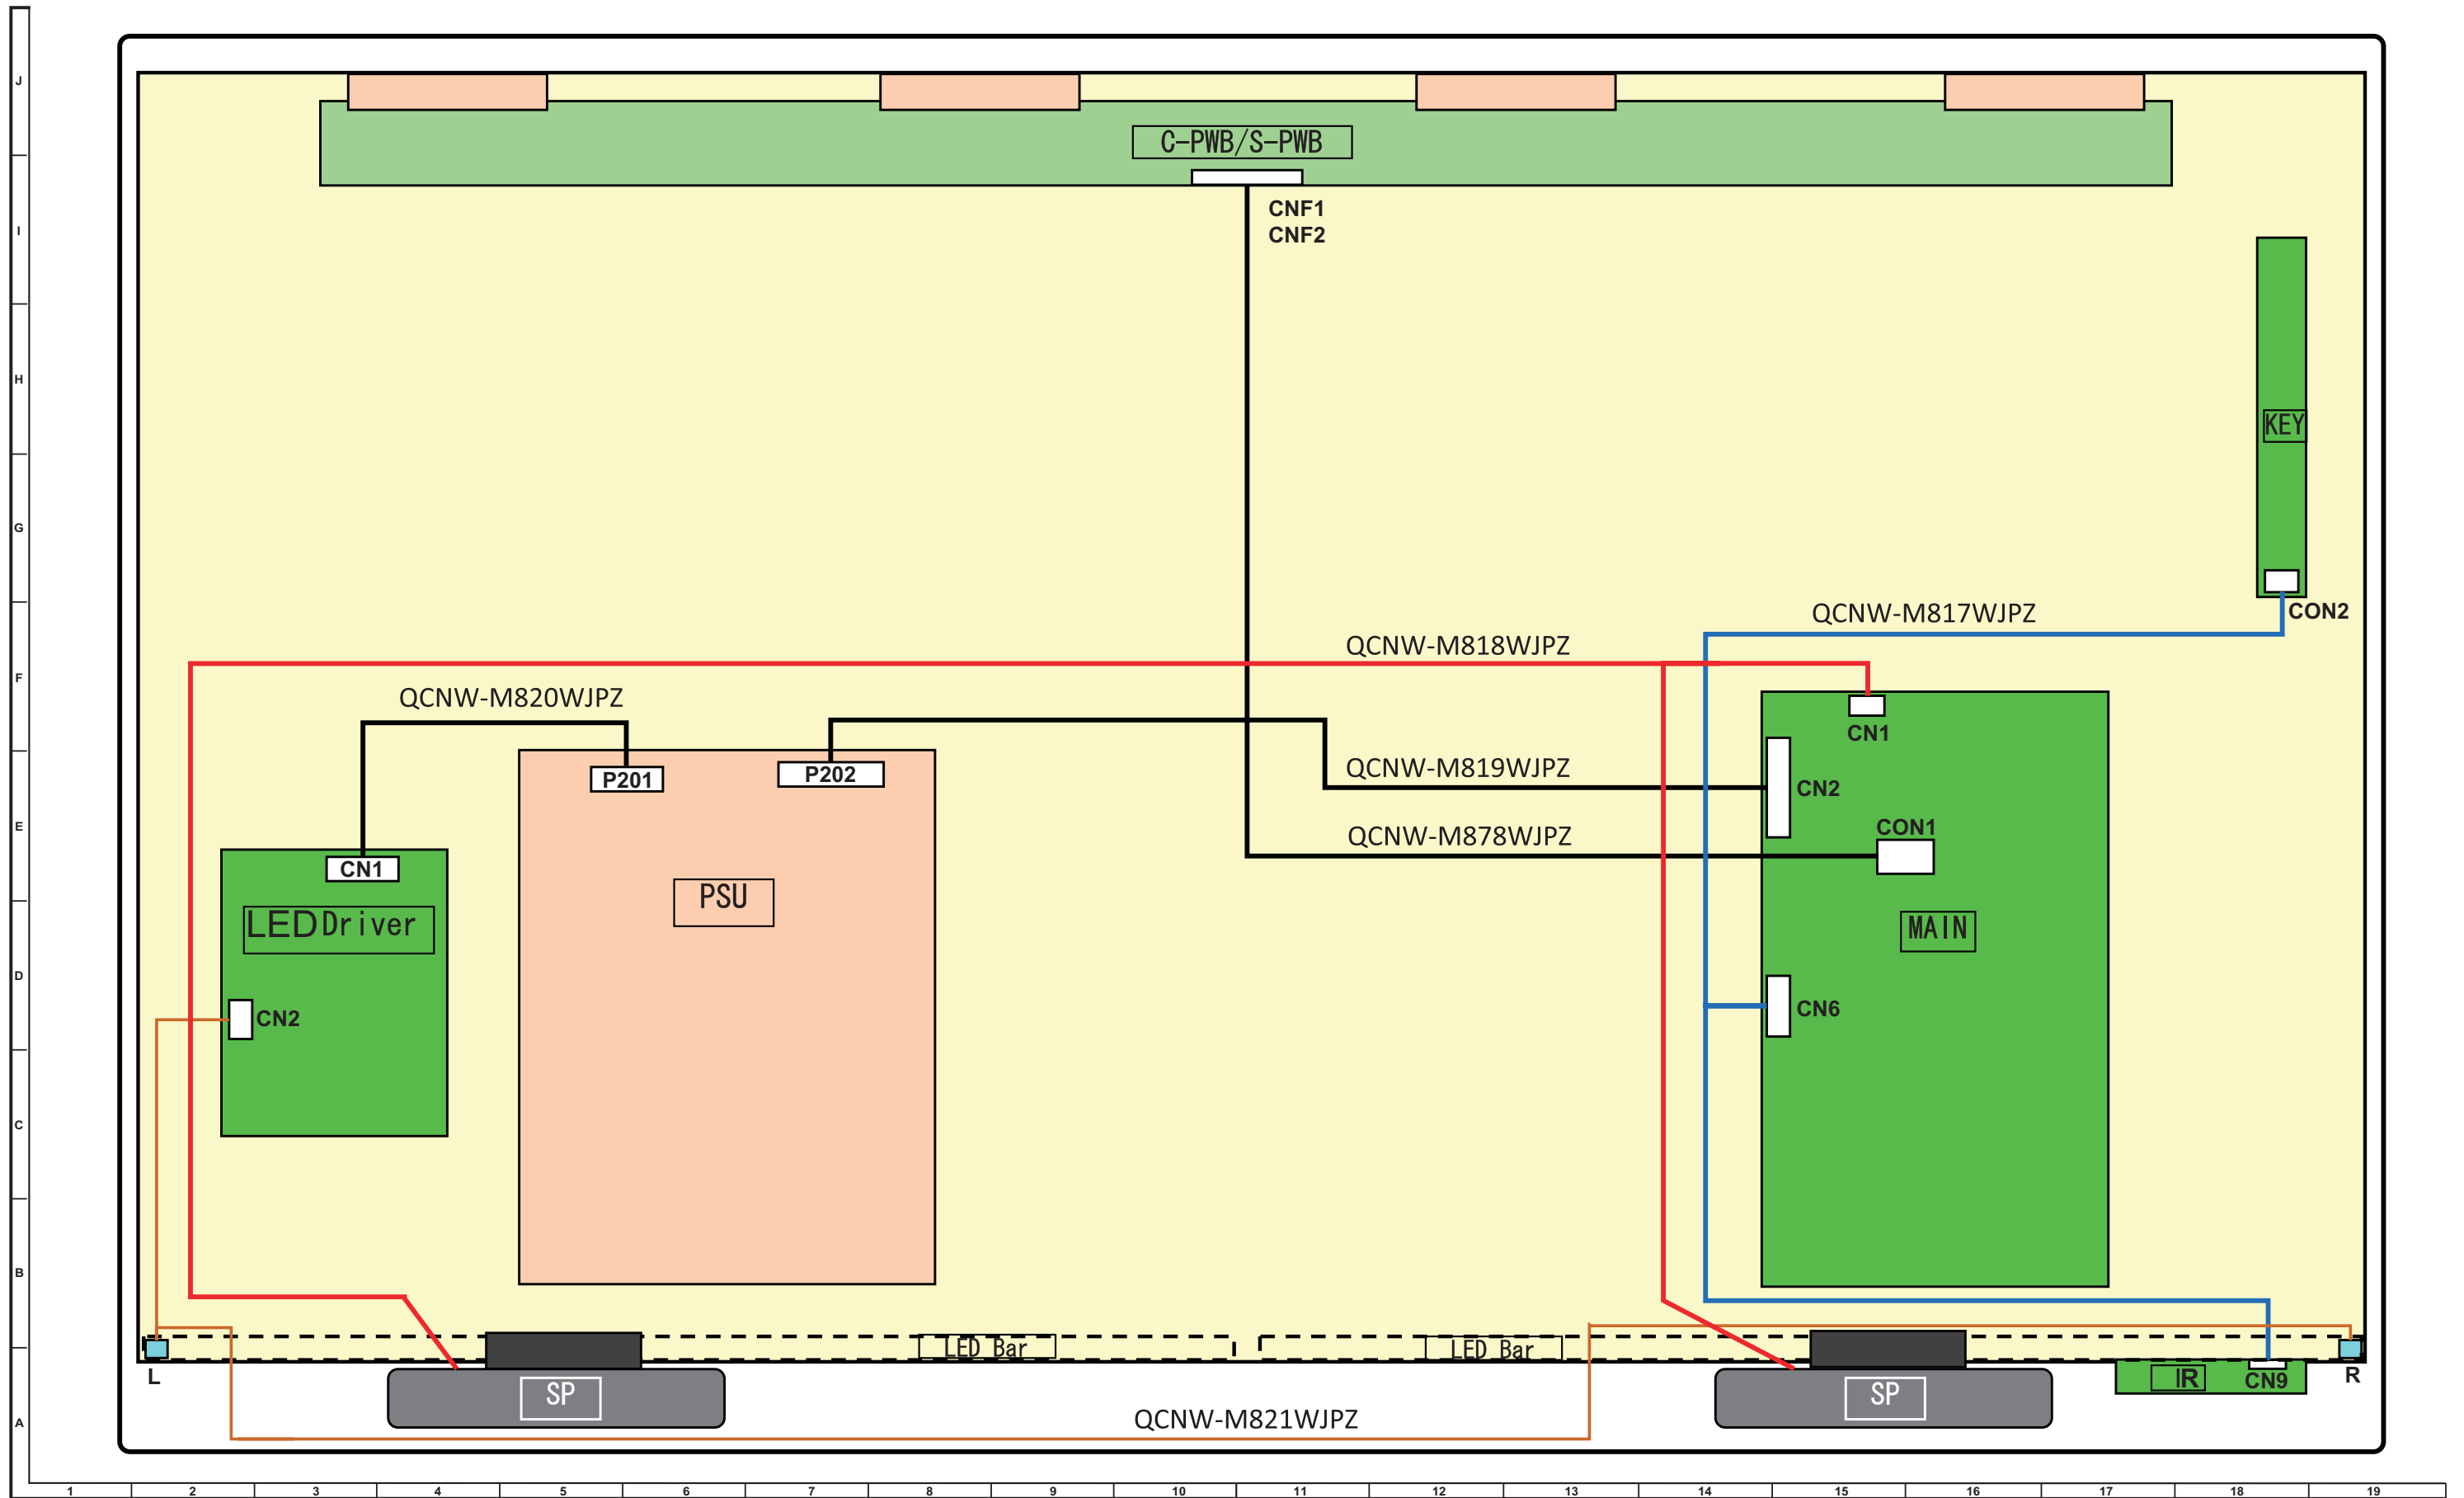 J
I
H
G
F
E
D
C
B
A
C-PWB/S-PWB
CNF1
CNF2
KEY
CON2
QCNW-M817WJPZ
QCNW-M818WJPZ
QCNW-M820WJPZ
CN1
P201
P202
QCNW-M819WJPZ
CN2
CON1
QCNW-M878WJPZ
CN1
PSU
LED Driver
MAIN
CN2
CN6
LED Bar
LED Bar
L
SP
SP
IR
CN9
R
QCNW-M821WJPZ
1 2 3 4 5 6 7 8 9 10 11 12 13 14 15 16 17 18 19